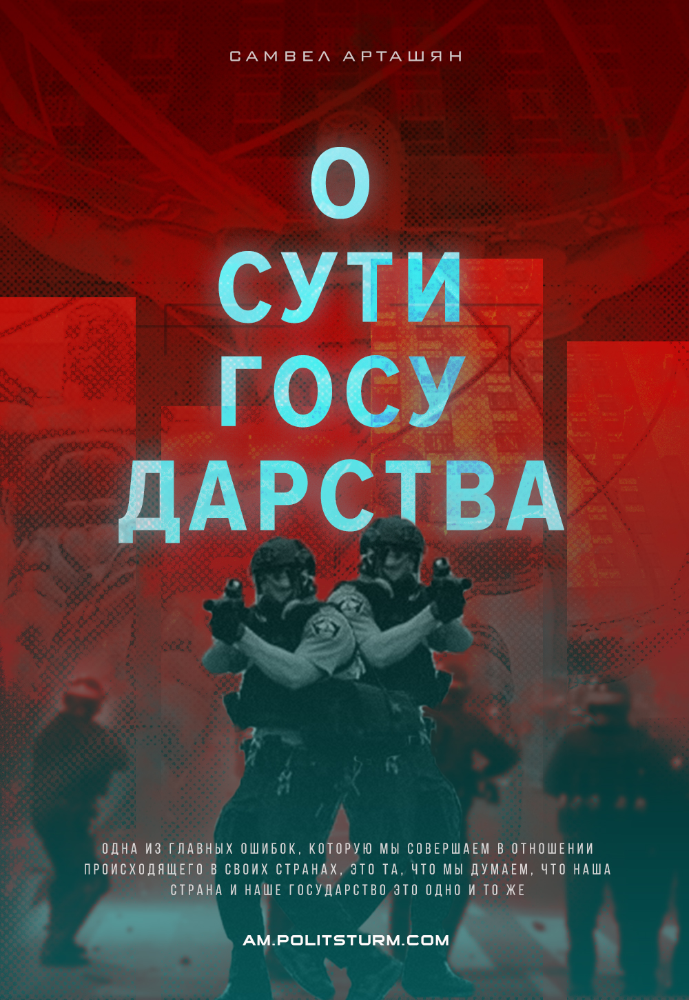 САМВЕЛ АРТАШЯН
О
СУТИ
ГОСУ
ДАРСТВА
ОДНА ИЗ ГЛАВНЫХ ОШИБОК, КОТОРУЮ МЫ СОВЕРШАЕМ В ОТНОШЕНИИ
ПРОИСХОДЯЩЕГО В СВОИХ СТРАНАХ, ЭТО ТА, ЧТО МЫ ДУМАЕМ, ЧТО НАША
СТРАНА И НАШЕ ГОСУДАРСТВО ЭТО ОДНО И ТО ЖЕ
AM.POLITSTURM.COM